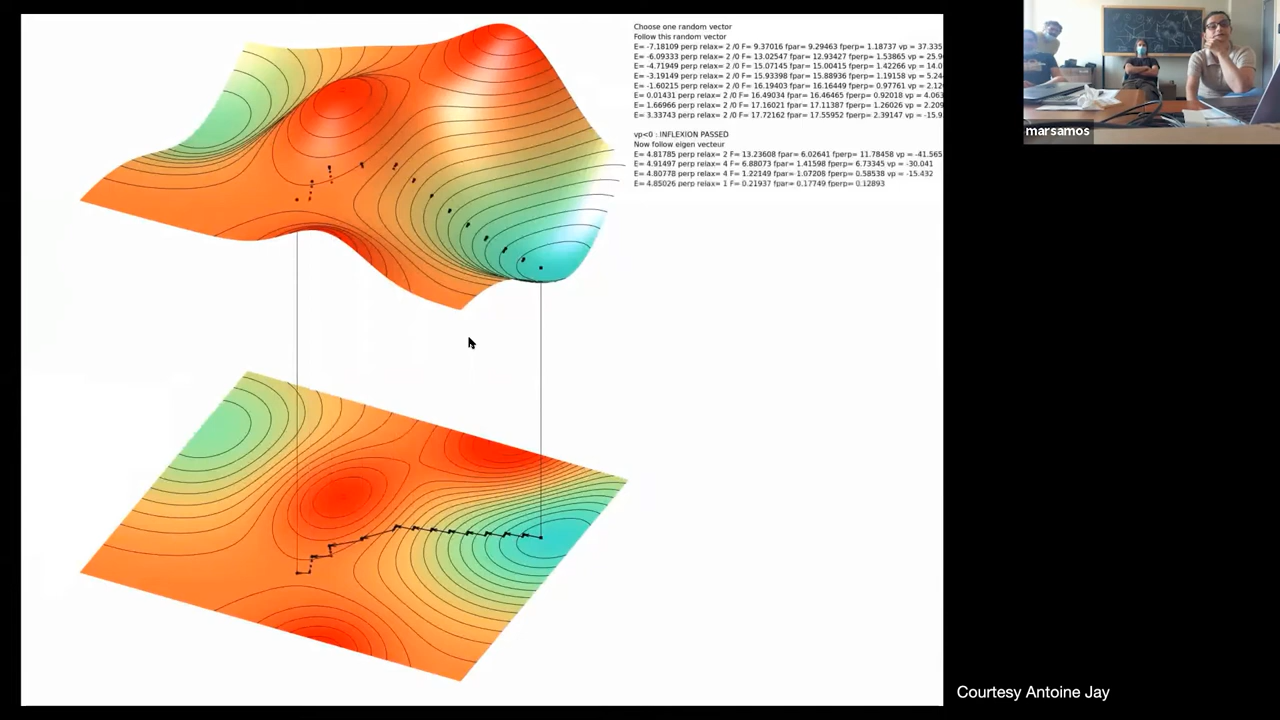 Choose one random vector
Follow this random vector
E= -7.18109 perp relax= 2 /0 F= 9.37016 fpar= 9.29463 fperp= 1.18737 vp = 37.335
E= -6.09333 perp relax= 2 /0 F= 13.02547 fpar= 12.93427 fperp= 1.53865 vp = 25.9
E= -4.71949 perp relax= 2 /0 F= 15.07145 fpar= 15.00415 fperp= 1.42266 vp = 14.0
E= -3.19149 perp relax= 2 /0 F= 15.93398 fpar= 15.88936 fperp= 1.19158 vp = 5.24
E= -1.60215 perp relax= 2 /0 F= 16.19403 fpar= 16.16449 fperp= 0.97761 vp = 2.12
E= 0.01431 perp relax= 2 /0 F= 16.49034 fpar= 16.46465 fperp= 0.92018 vp = 4.063
E= 1.66966 perp relax= 2 /0 F= 17.16021 fpar= 17.11387 fperp= 1.26026 vp = 2.209
E= 3.33743 perp relax= 2 /0 F= 17.72162 fpar= 17.55952 fperp= 2.39147 vp = -15.9
vp<0 : INFLEXION PASSED
Now follow eigen vecteur
E= 4.81785 perp relax= 2 F= 13.23608 fpar= 6.02641 fperp= 11.78458 vp = -41.565
E= 4.91497 perp relax= 4 F= 6.88073 fpar= 1.41598 fperp= 6.73345 vp = -30.041
E= 4.80778 perp relax= 4 F= 1.22149 fpar= 1.07208 fperp= 0.58538 vp = -15.432
E= 4.85026 perp relax= 1 F= 0.21937 fpar= 0.17749 fperp= 0.12893
marsamos
Courtesy Antoine Jay